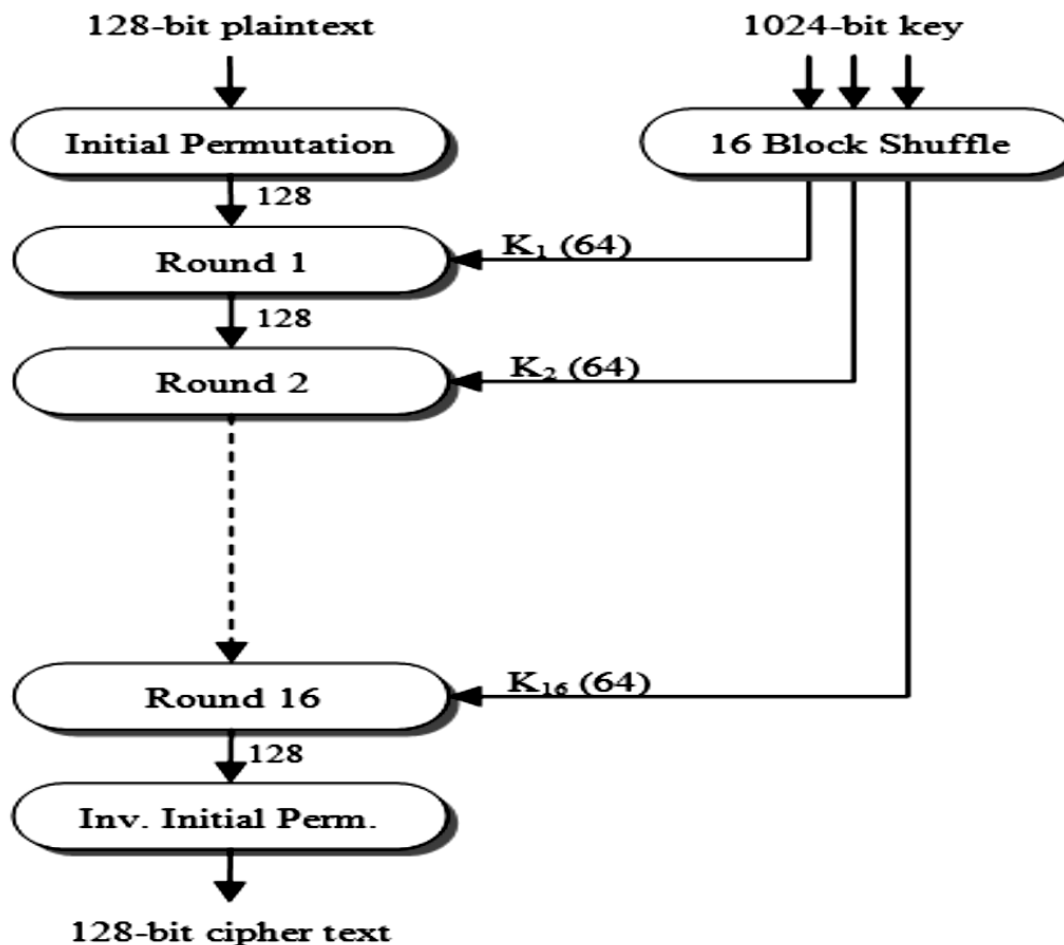 128-bit plaintext
1024-bit key
Initial Permutation
16 Block Shuffle
128
Round 1
K₁ (64)
128
Round 2
K₂ (64)
Round 16
K₁₆ (64)
128
Inv. Initial Perm.
128-bit cipher text